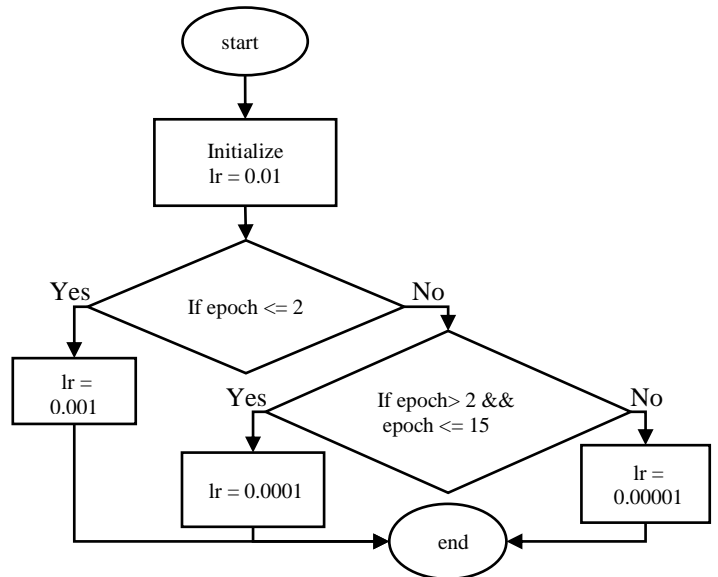 start
Initialize
lr = 0.01
Yes
If epoch <= 2
No
lr =
0.001
Yes
If epoch> 2 &&
epoch <= 15
No
lr = 0.0001
lr =
0.00001
end